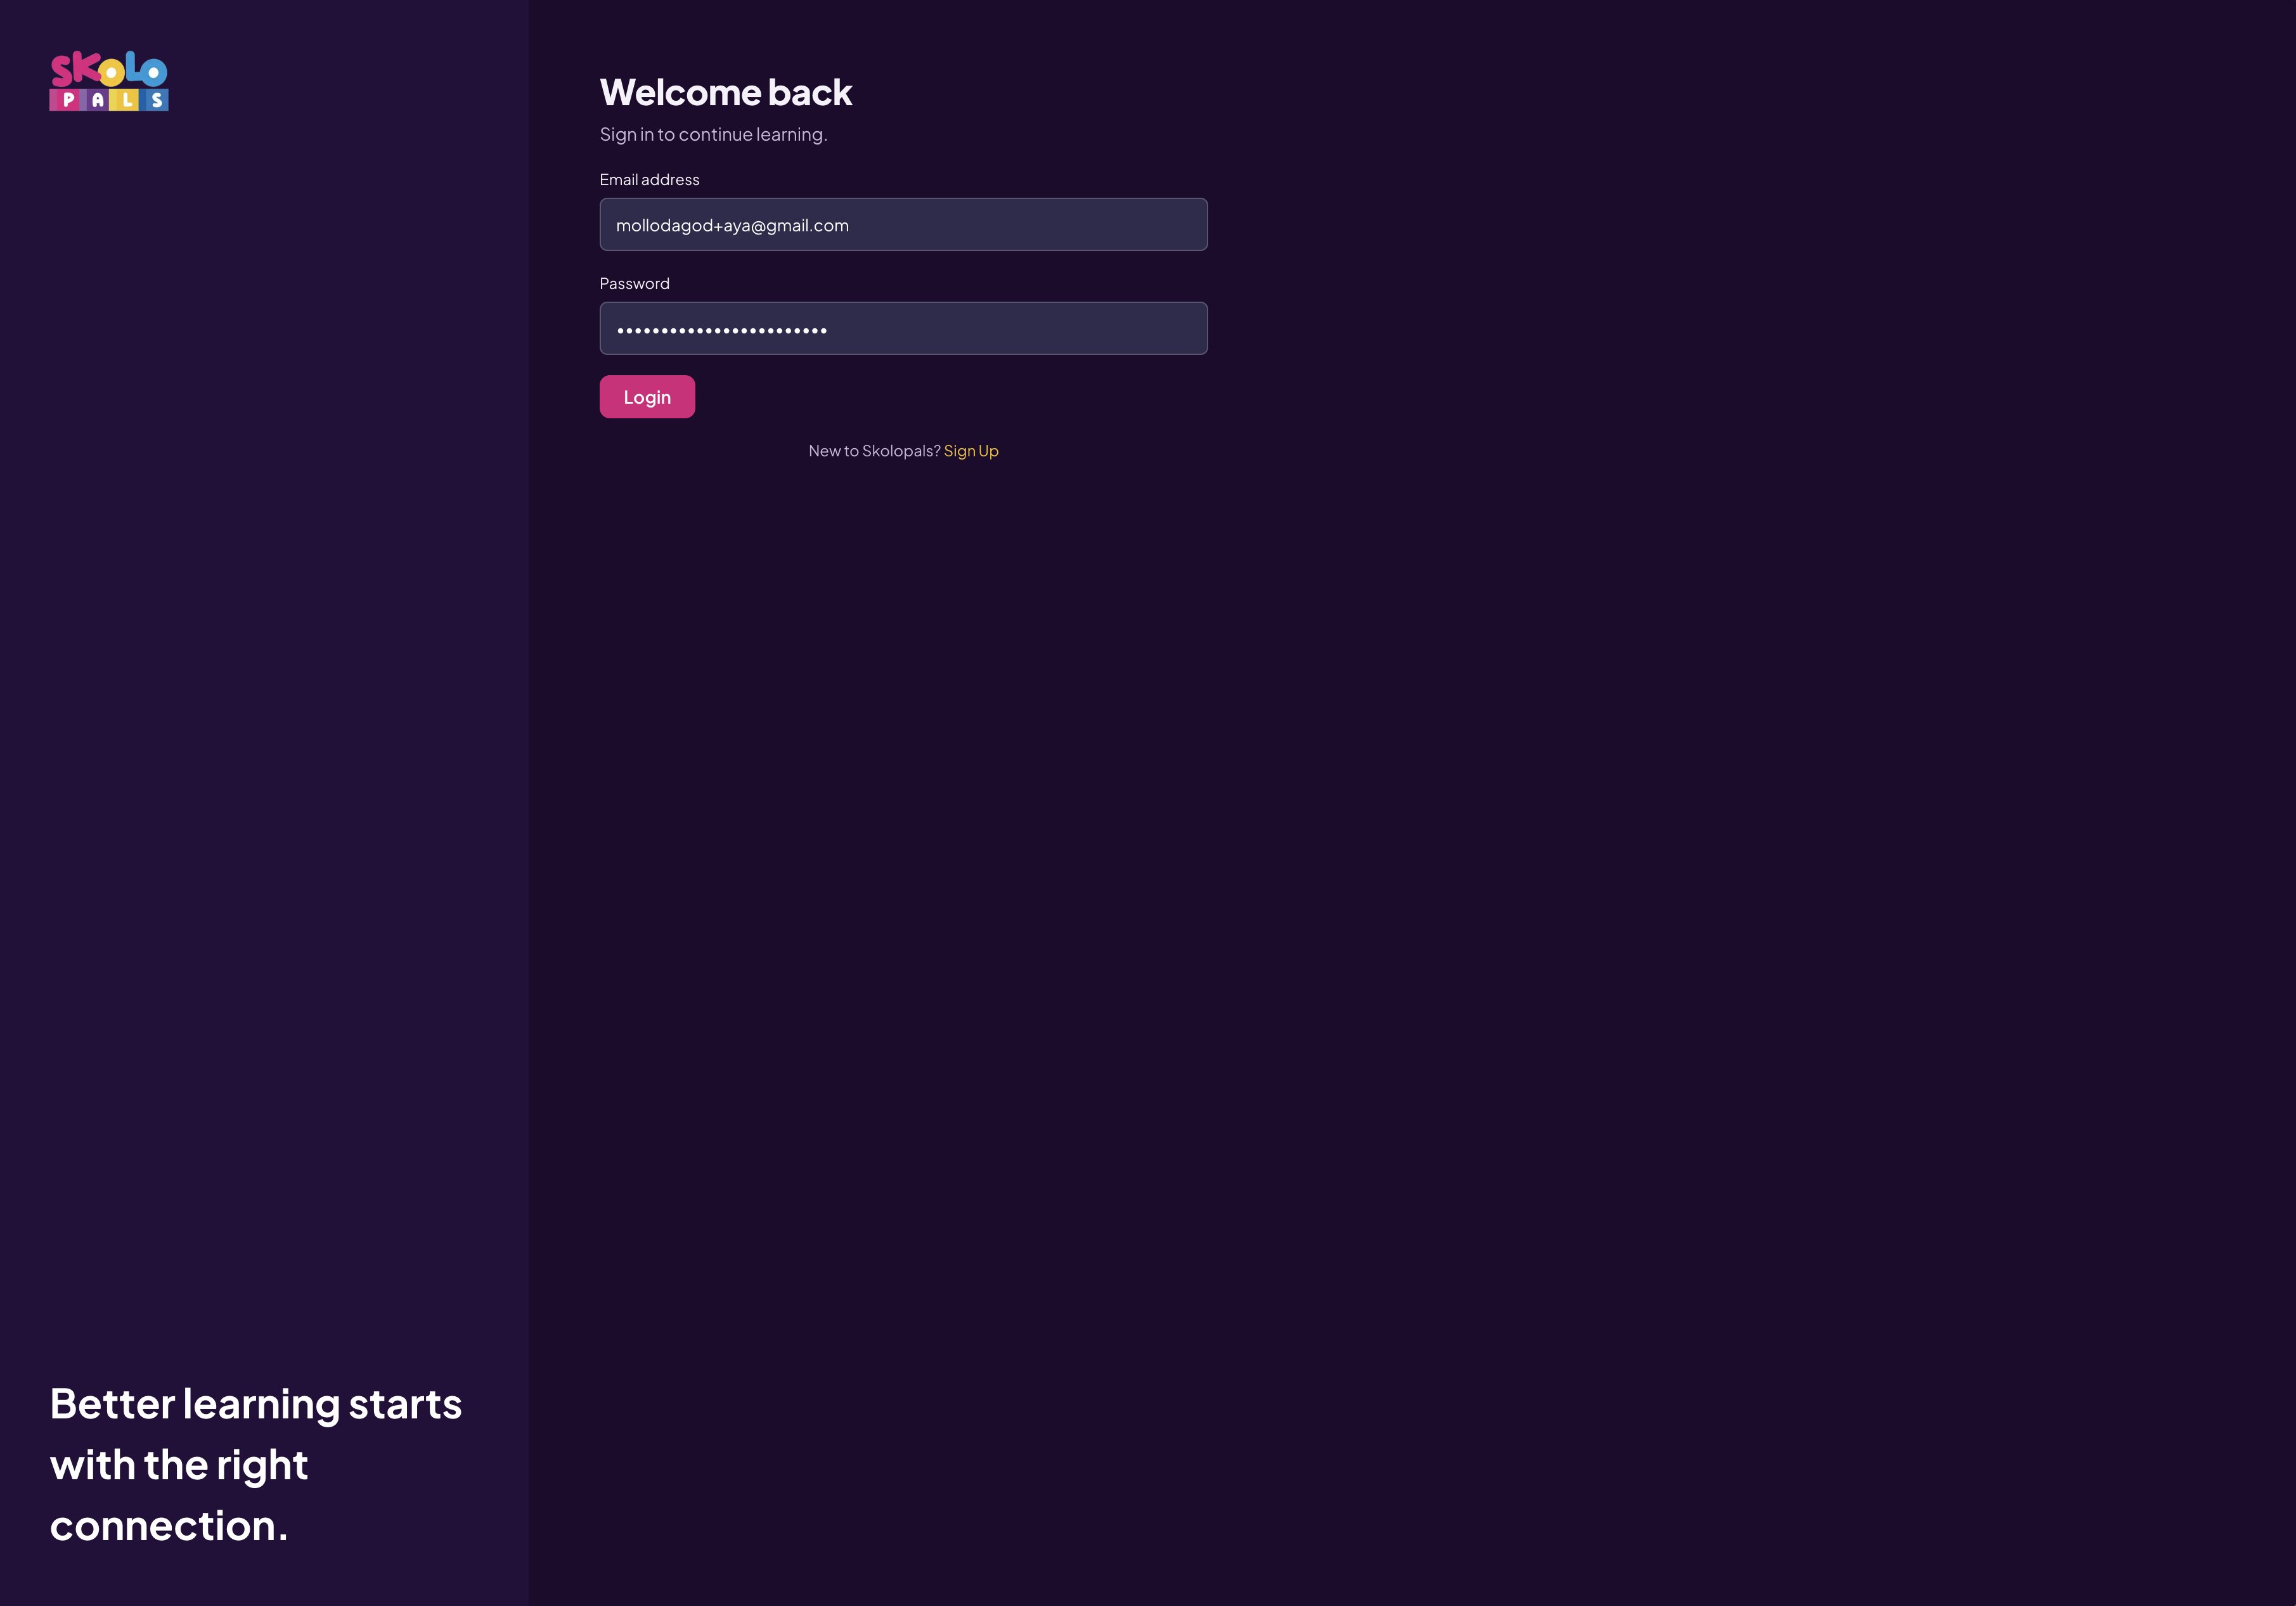 SKOLO
PALS
Welcome back
Sign in to continue learning.
Email address
mollodagod+aya@gmail.com
Password
Login
New to Skolopals? Sign Up
Better learning starts
with the right
connection.